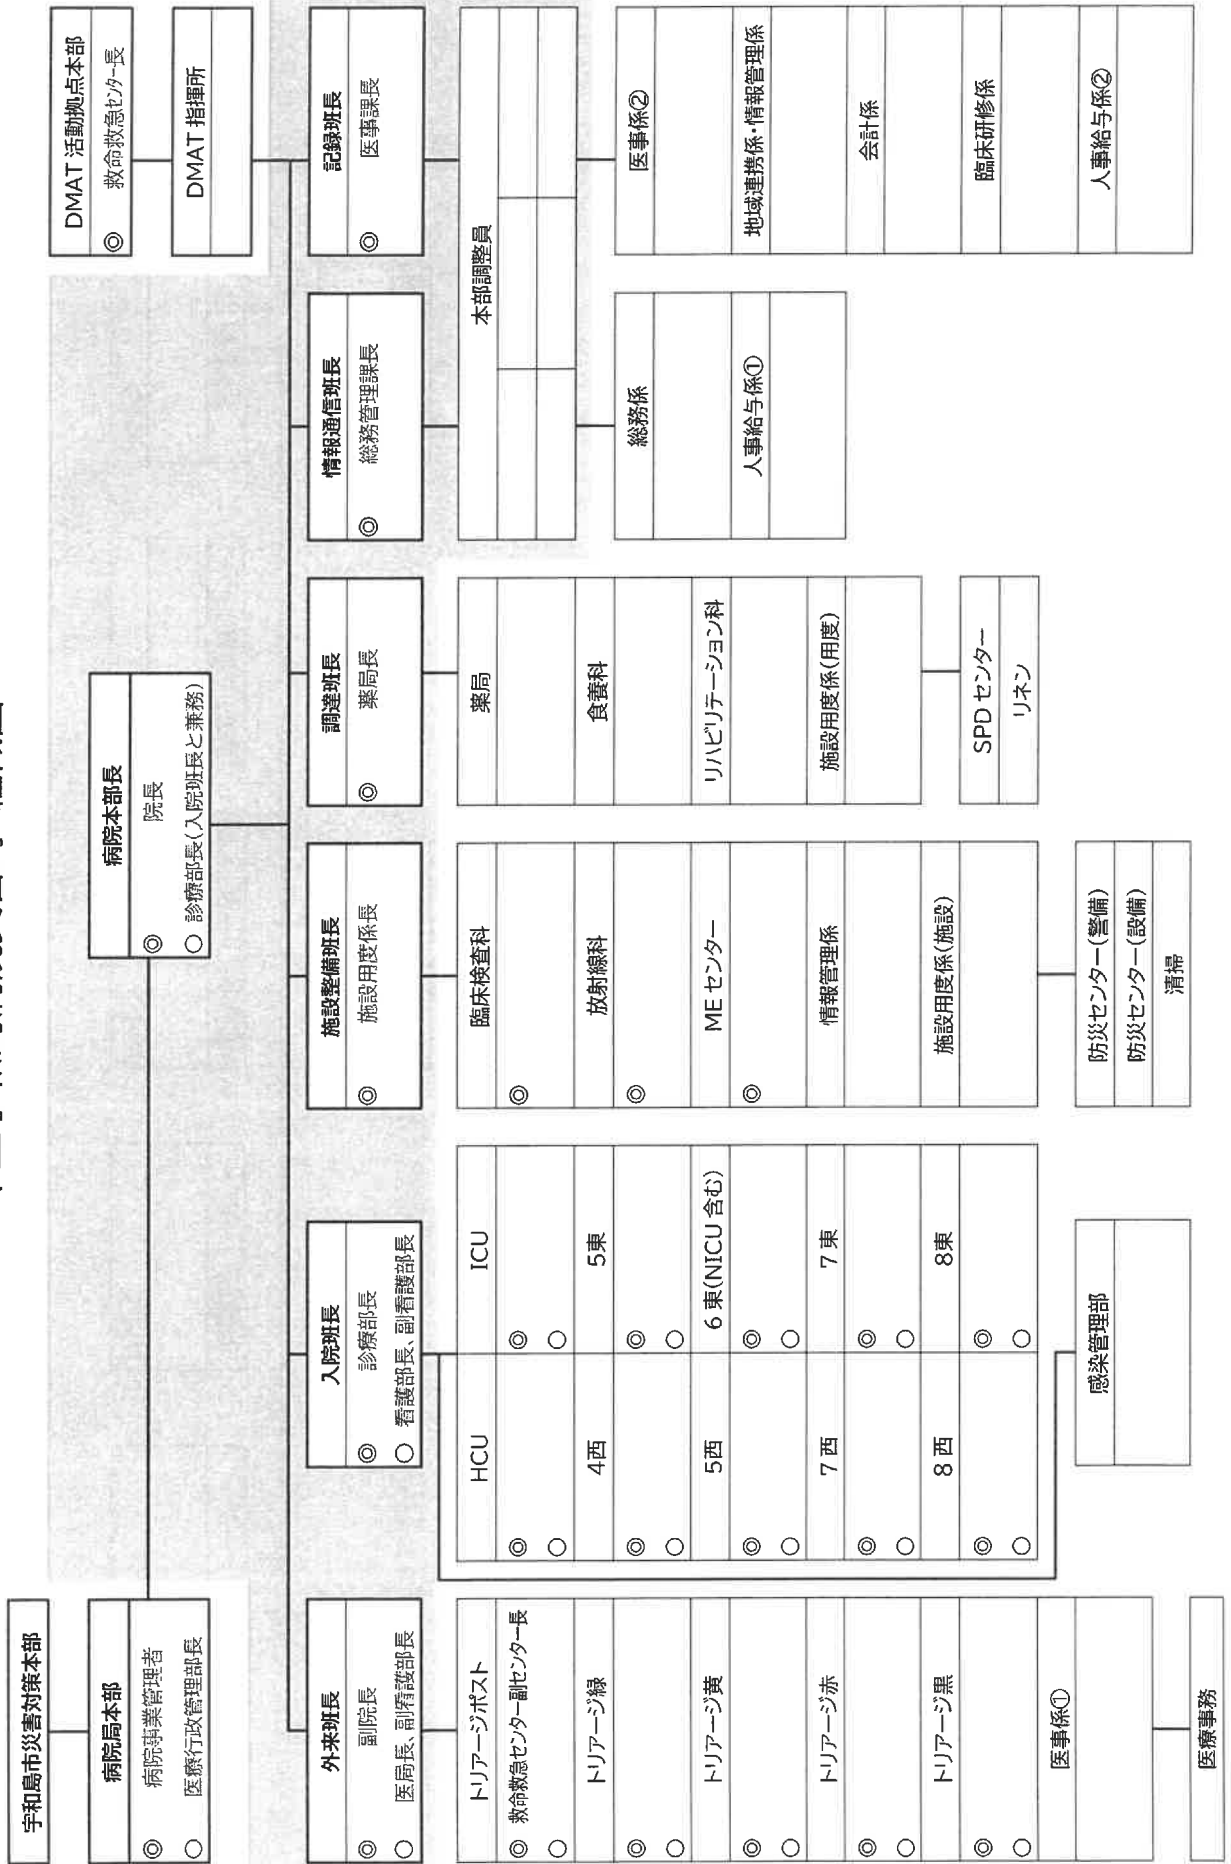 宇和島市災害対策本部
病院局本部
◎ 病院事業管理者
○ 医療行政管理部長
病院本部長
◎ 院長
○ 診療部長(入院班長と兼務)
DMAT 活動拠点本部
◎ 救命救急センター長
DMAT 指揮所
外来班長
◎ 副院長
○ 医局長、副看護部長
トリアージポスト
◎ 救命救急センター副センター長
○
トリアージ緑
◎
○
トリアージ黄
◎
○
トリアージ赤
◎
○
トリアージ黒
◎
○
医事係①
医療事務
入院班長
◎ 診療部長
○ 看護部長、副看護部長
HCU
◎
○
4西
◎
○
5西
◎
○
7西
◎
○
8西
◎
○
ICU
◎
○
5東
◎
○
6東(NICU 含む)
◎
○
7東
◎
○
8東
◎
○
感染管理部
施設整備班長
◎ 施設用度係長
臨床検査科
◎
放射線科
◎
ME センター
◎
情報管理係
施設用度係(施設)
防災センター(警備)
防災センター(設備)
清掃
調達班長
◎ 薬局長
薬局
食養科
リハビリテーション科
施設用度係(用度)
SPD センター
リネン
情報通信班長
◎ 総務管理課長
記録班長
◎ 医事課長
本部調整員
総務係
人事給与係①
医事係②
地域連携係・情報管理係
会計係
臨床研修係
人事給与係②